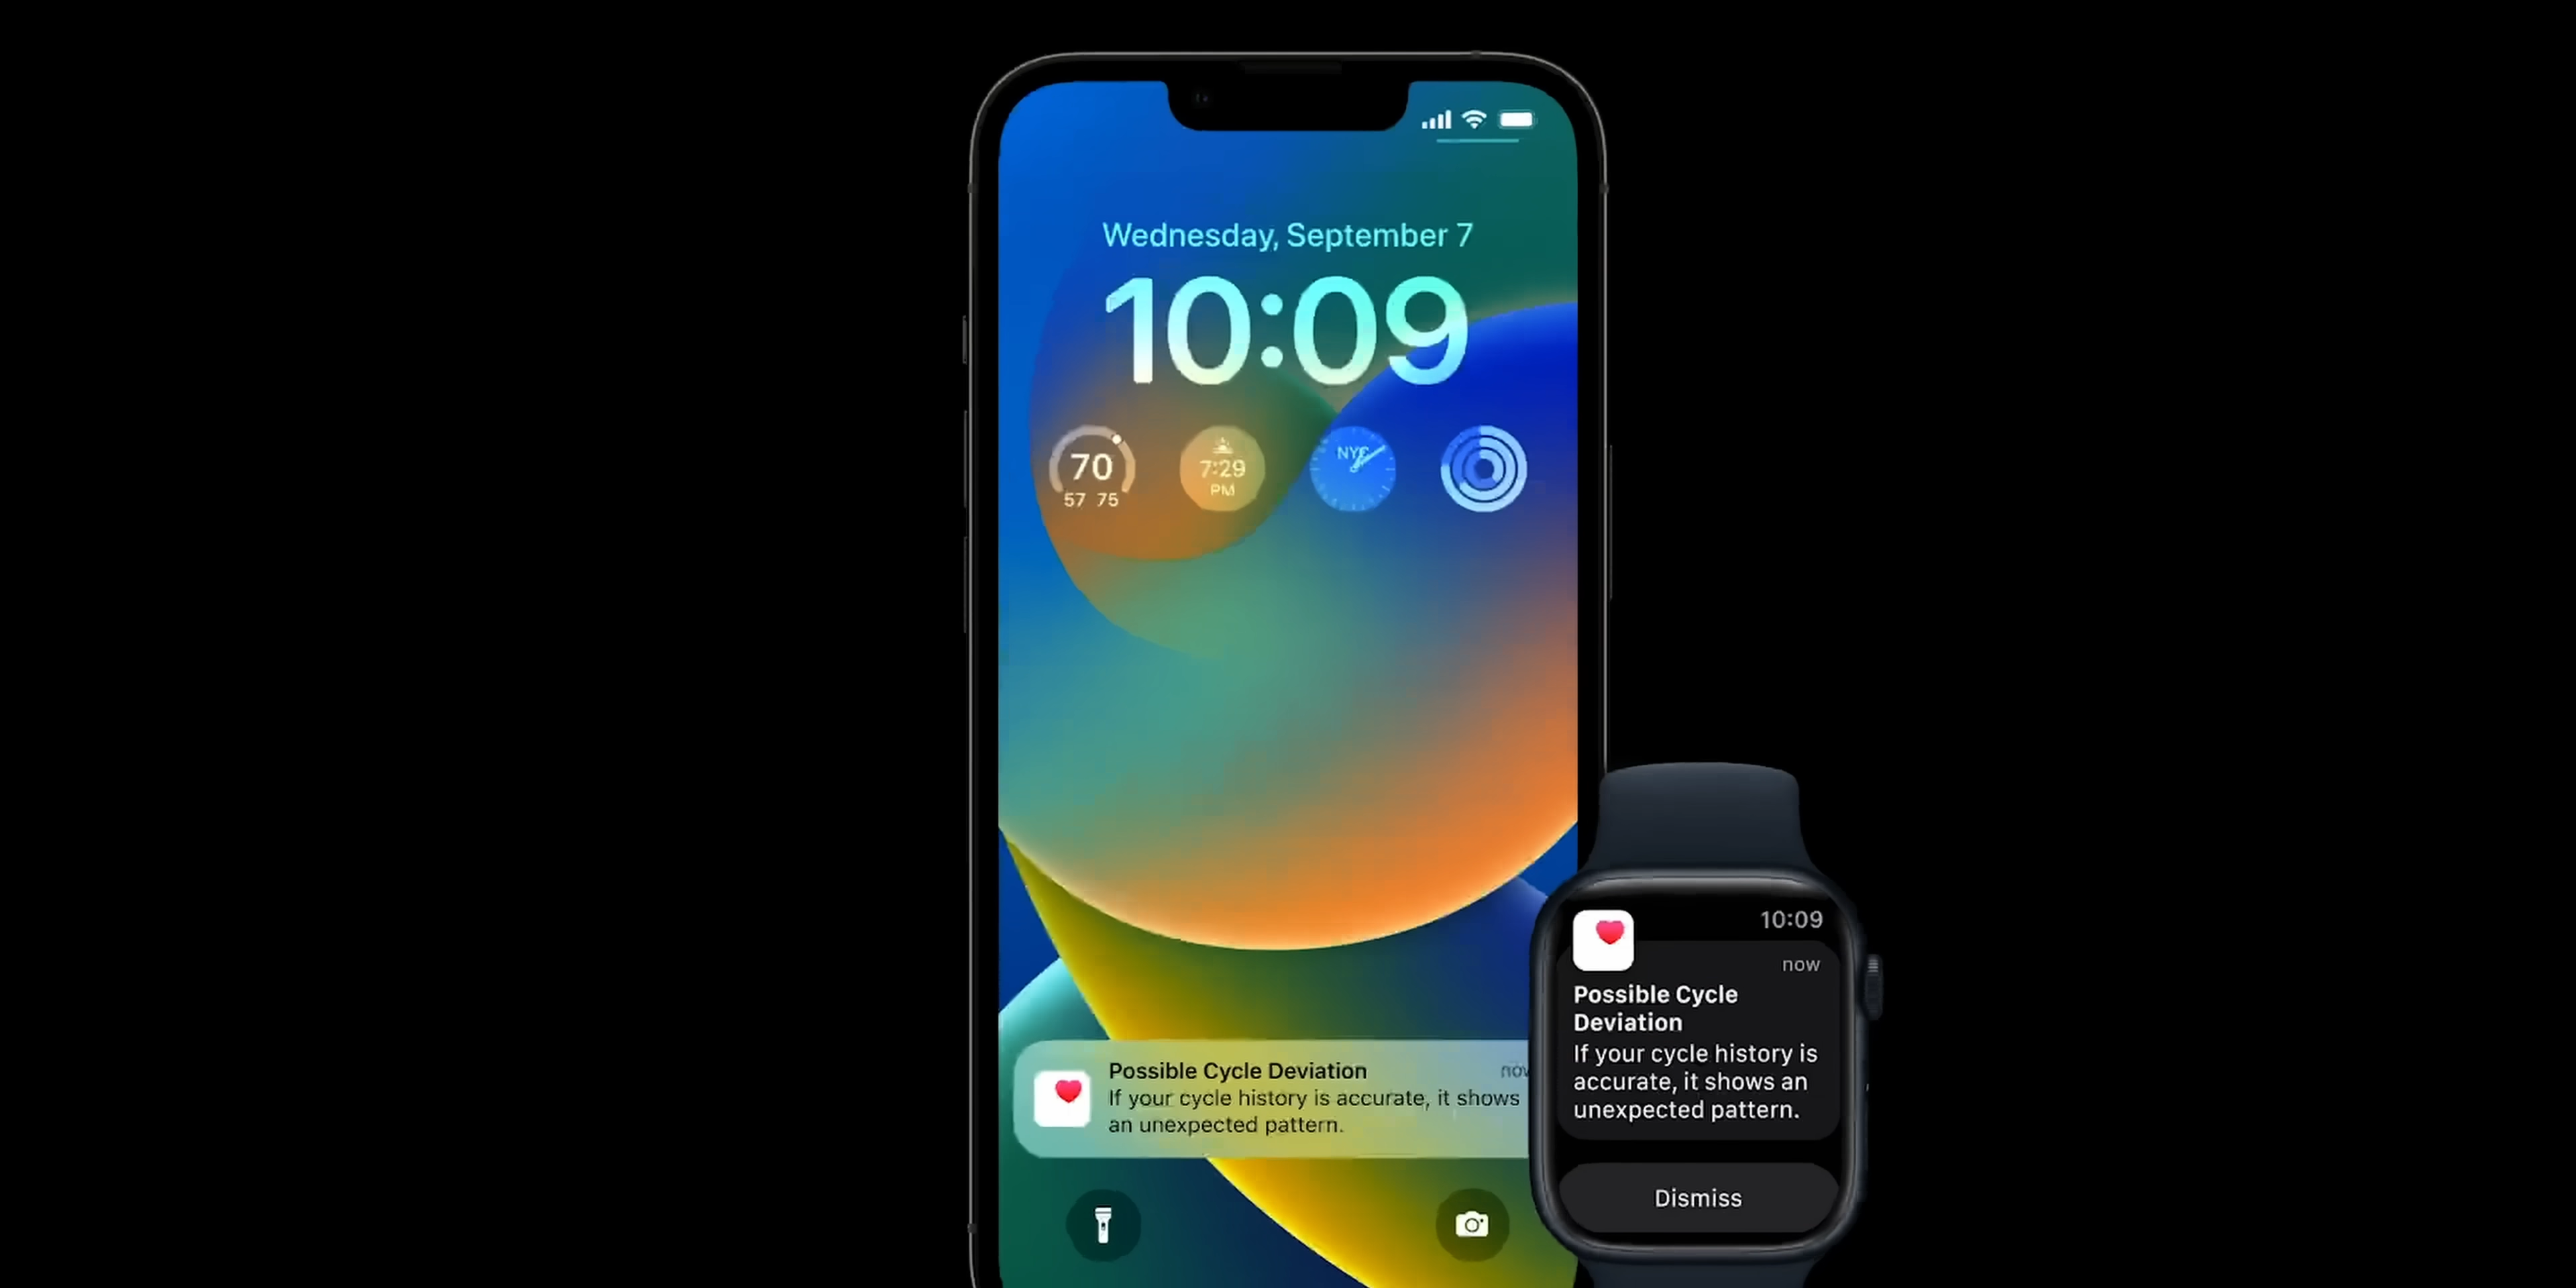 Wednesday, September 7
10:09
70
57 75
7:29
PM
NYC
Possible Cycle Deviation
If your cycle history is accurate, it shows
an unexpected pattern.
10:09
now
Possible Cycle
Deviation
If your cycle history is
accurate, it shows an
unexpected pattern.
Dismiss